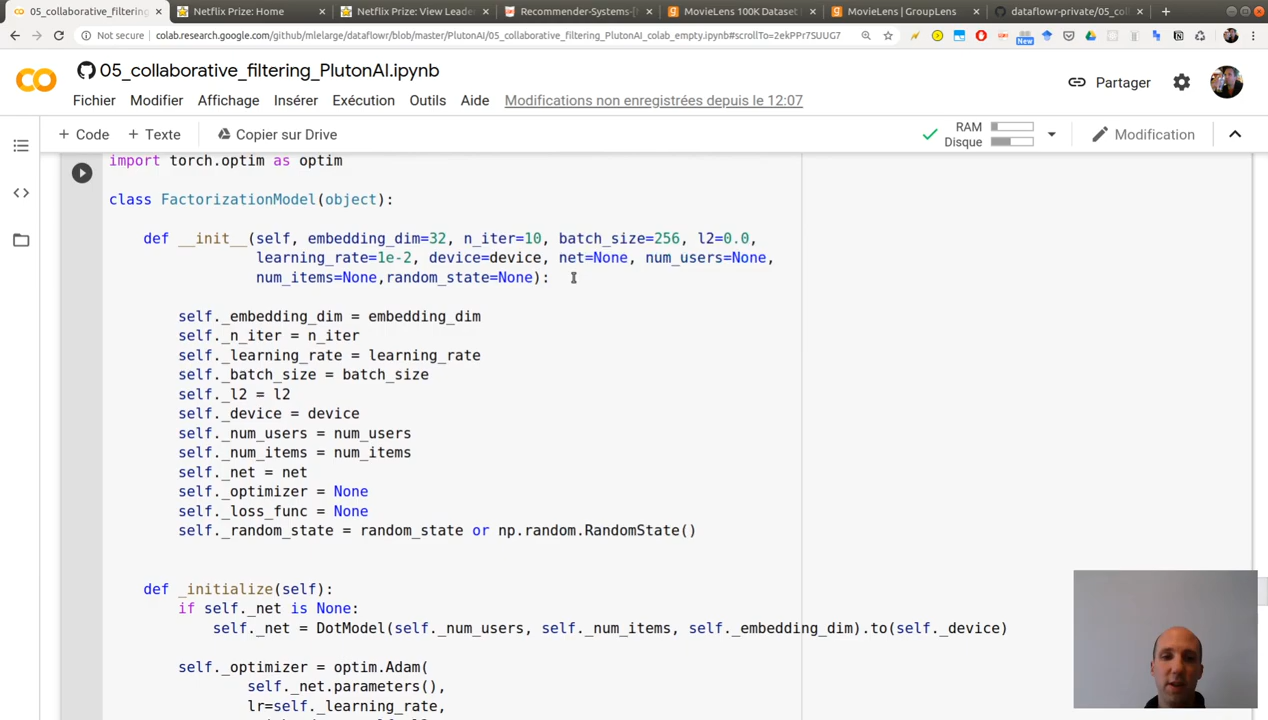 05_collaborative_filtering_
Netflix Prize: Home
Netflix Prize: View Leade
Recommender-Systems-[
MovieLens 100K Dataset
MovieLens | GroupLens
dataflowr-private/05_col
Not secure
colab.research.google.com/github/mlelarge/dataflowr/blob/master/PlutonAI/05_collaborative_filtering_PlutonAI_colab_empty.ipynb#scrollTo=2ekPPr7SUUG7
New
05_collaborative_filtering_PlutonAI.ipynb
Partager
Fichier Modifier Affichage Insérer Exécution Outils Aide Modifications non enregistrées depuis le 12:07
+ Code + Texte Copier sur Drive
RAM
Disque
Modification
import torch.optim as optim
class FactorizationModel(object):
def __init__(self, embedding_dim=32, n_iter=10, batch_size=256, l2=0.0,
learning_rate=1e-2, device=device, net=None, num_users=None,
num_items=None,random_state=None):
self._embedding_dim = embedding_dim
self._n_iter = n_iter
self._learning_rate = learning_rate
self._batch_size = batch_size
self._l2 = l2
self._device = device
self._num_users = num_users
self._num_items = num_items
self._net = net
self._optimizer = None
self._loss_func = None
self._random_state = random_state or np.random.RandomState()
def _initialize(self):
if self._net is None:
self._net = DotModel(self._num_users, self._num_items, self._embedding_dim).to(self._device)
self._optimizer = optim.Adam(
self._net.parameters(),
lr=self._learning_rate,